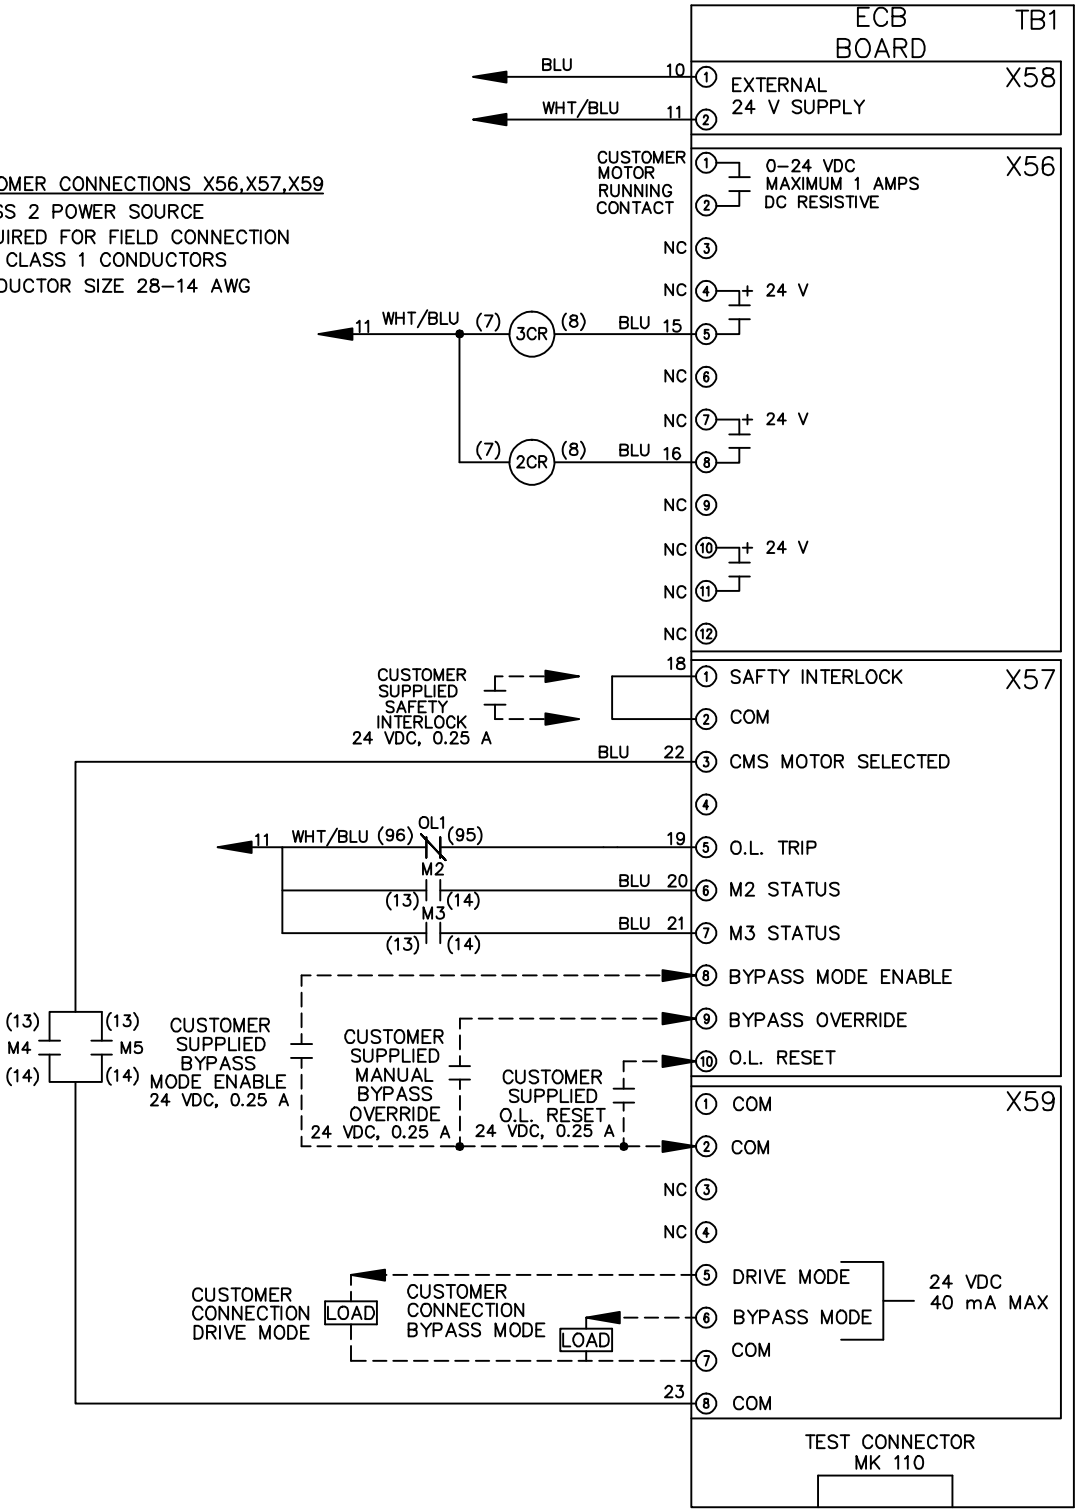 ECB
BOARD
TB1
X58
BLU 10 1 EXTERNAL
WHT/BLU 11 2 24 V SUPPLY
X56
CUSTOMER
MOTOR
RUNNING
CONTACT
1
2
0-24 VDC
MAXIMUM 1 AMPS
DC RESISTIVE
OMER CONNECTIONS X56,X57,X59
SS 2 POWER SOURCE
UIRED FOR FIELD CONNECTION
CLASS 1 CONDUCTORS
DUCTOR SIZE 28-14 AWG
NC 3
NC 4 + 24 V
11 WHT/BLU (7) 3CR (8) BLU 15 5
NC 6
NC 7 + 24 V
(7) 2CR (8) BLU 16 8
NC 9
NC 10 + 24 V
NC 11
NC 12
X57
18 1 SAFTY INTERLOCK
2 COM
CUSTOMER
SUPPLIED
SAFETY
INTERLOCK
24 VDC, 0.25 A
BLU 22 3 CMS MOTOR SELECTED
4
OL1
11 WHT/BLU (96) (95) 19 5 O.L. TRIP
M2
(13) (14) BLU 20 6 M2 STATUS
M3
(13) (14) BLU 21 7 M3 STATUS
8 BYPASS MODE ENABLE
9 BYPASS OVERRIDE
10 O.L. RESET
(13) (13)
M4 M5
(14) (14)
CUSTOMER
SUPPLIED
BYPASS
MODE ENABLE
24 VDC, 0.25 A
CUSTOMER
SUPPLIED
MANUAL
BYPASS
OVERRIDE
24 VDC, 0.25 A
CUSTOMER
SUPPLIED
O.L. RESET
24 VDC, 0.25 A
X59
1 COM
2 COM
NC 3
NC 4
5 DRIVE MODE
6 BYPASS MODE
7 COM
24 VDC
40 mA MAX
CUSTOMER
CONNECTION
DRIVE MODE
LOAD
CUSTOMER
CONNECTION
BYPASS MODE
LOAD
23 8 COM
TEST CONNECTOR
MK 110